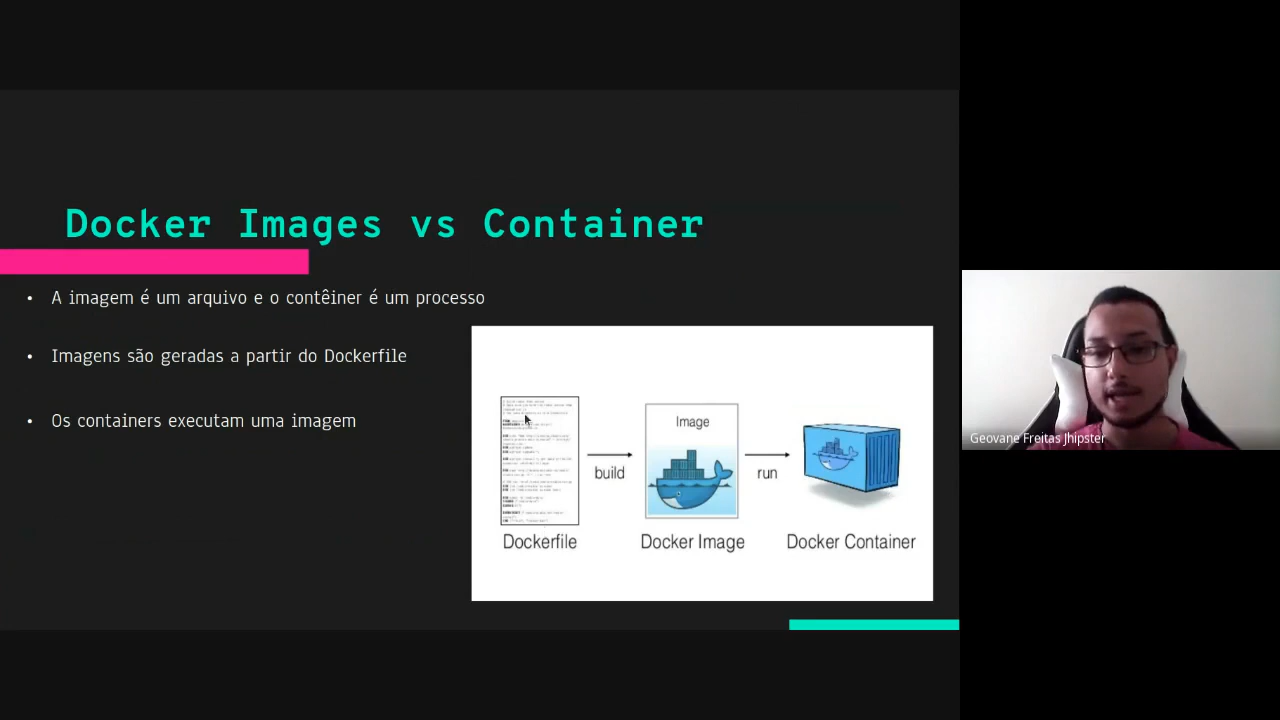 Docker Images vs Container
• A imagem é um arquivo e o contêiner é um processo
• Imagens são geradas a partir do Dockerfile
• Os containers executam uma imagem
Image
build
run
Dockerfile
Docker Image
Docker Container
Geovane Freitas Jhipster